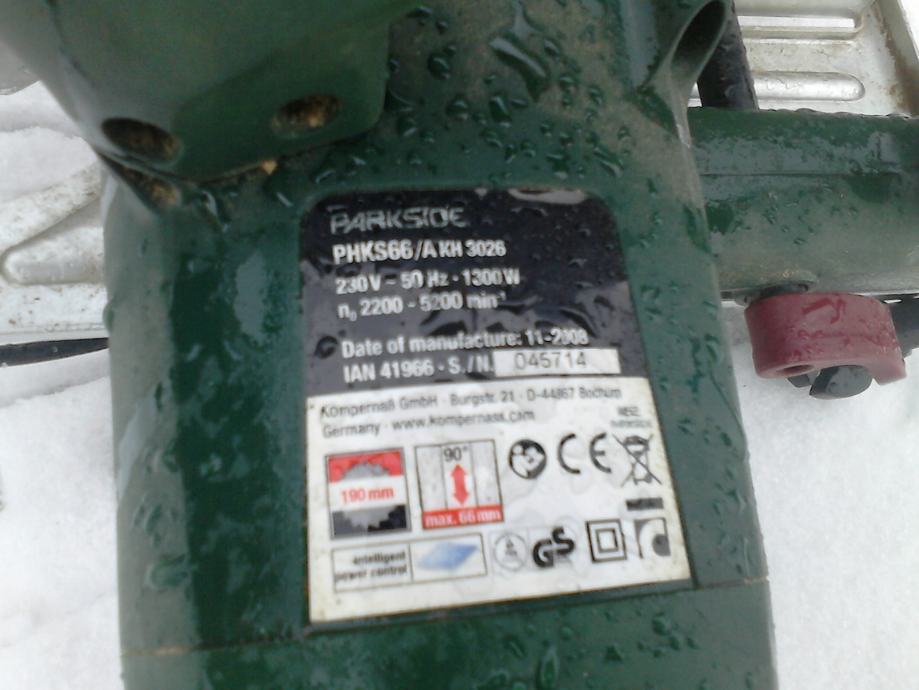 PARKSIDE
PHKS66/A KH 3026
230 V ~ 50 Hz · 1300 W
n₀ 2200 - 5200 min⁻¹
Date of manufacture: 11-2008
IAN 41966 · S./N. 045714
Kompernaß GmbH · Burgstr. 21 · D-44867 Bochum
Germany · www.kompernass.com
190 mm
90°
max. 66 mm
CE
intelligent
power control
GS